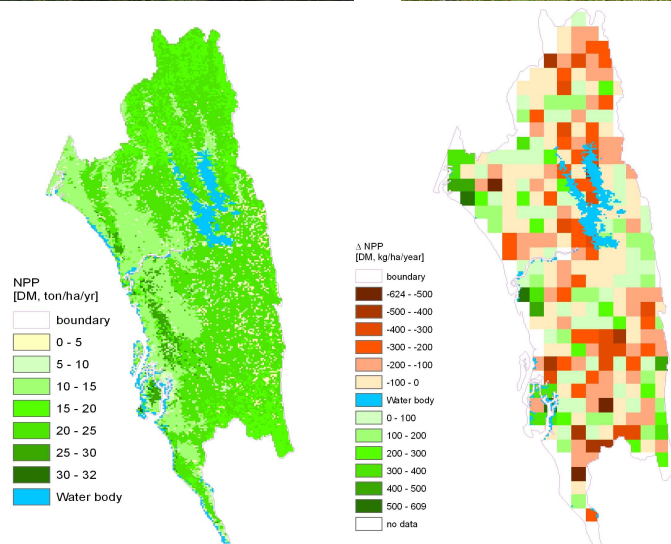 NPP
[DM, ton/ha/yr]
boundary
0 - 5
5 - 10
10 - 15
15 - 20
20 - 25
25 - 30
30 - 32
Water body
Δ NPP
[DM, kg/ha/year]
boundary
-624 - -500
-500 - -400
-400 - -300
-300 - -200
-200 - -100
-100 - 0
Water body
0 - 100
100 - 200
200 - 300
300 - 400
400 - 500
500 - 609
no data